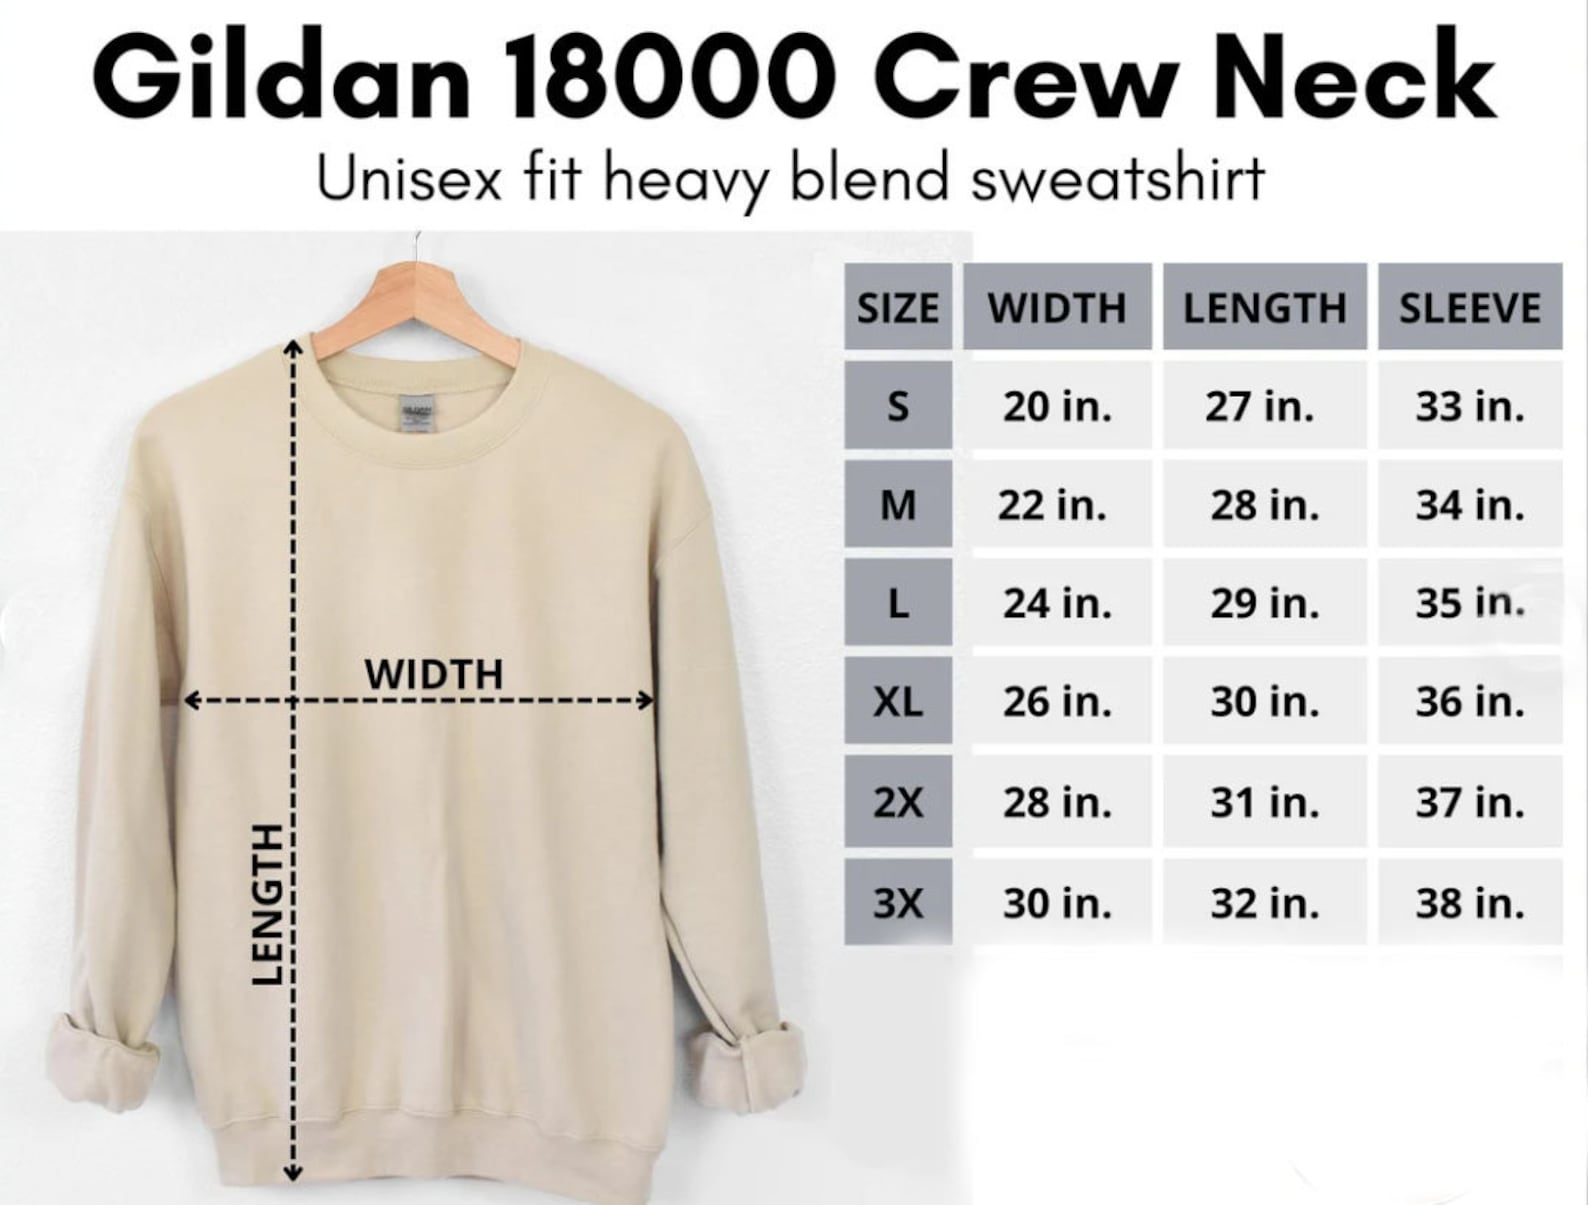 Gildan 18000 Crew Neck
Unisex fit heavy blend sweatshirt
SIZE WIDTH LENGTH SLEEVE
S 20 in. 27 in. 33 in.
M 22 in. 28 in. 34 in.
L 24 in. 29 in. 35 in.
XL 26 in. 30 in. 36 in.
2X 28 in. 31 in. 37 in.
3X 30 in. 32 in. 38 in.
GILDAN
WIDTH
LENGTH